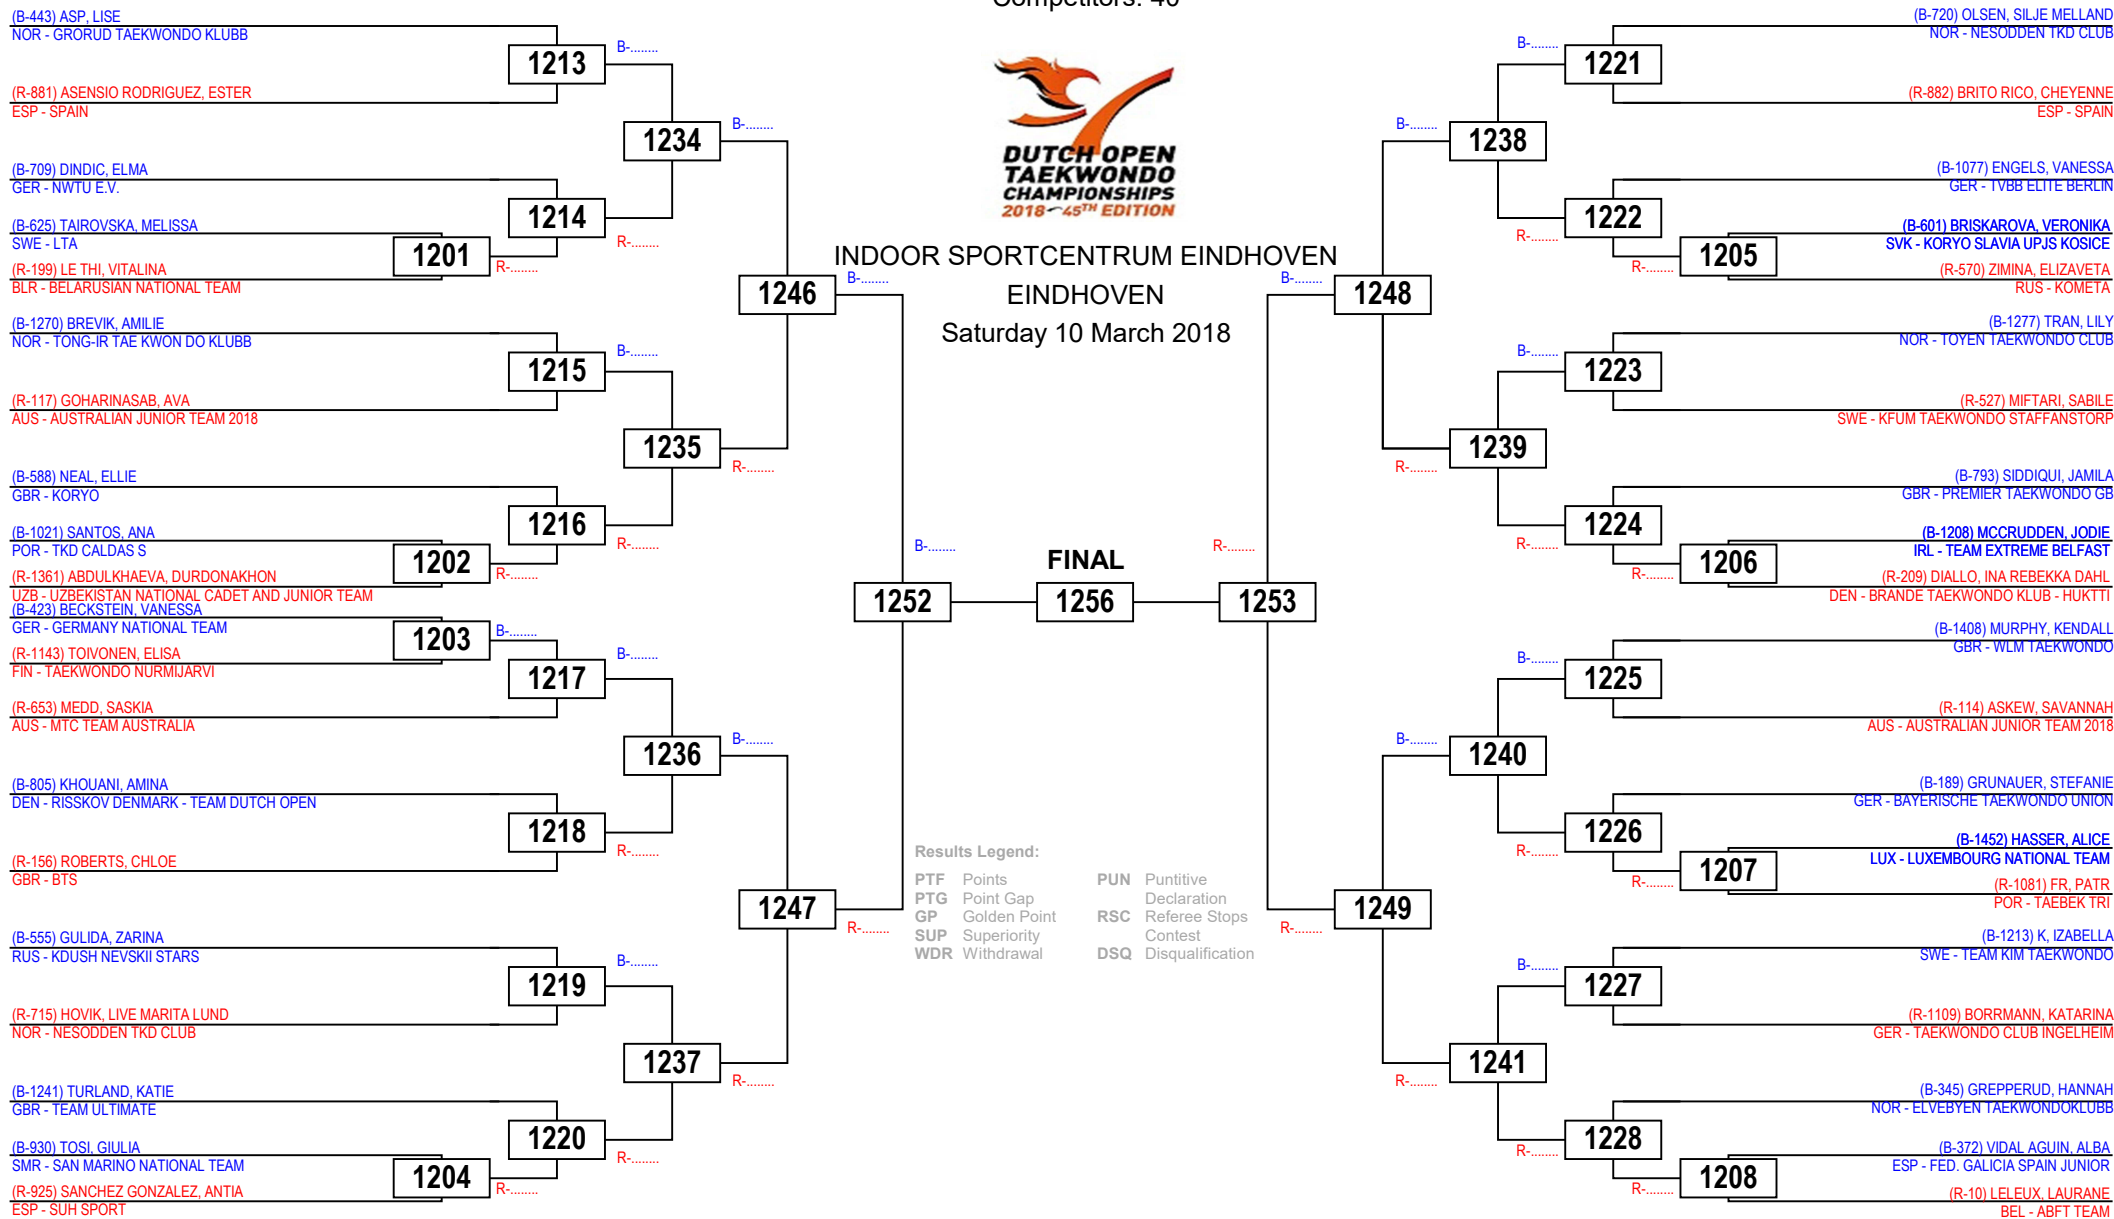 Competitors: 40
(B-443) ASP, LISE
NOR - GRORUD TAEKWONDO KLUBB
1213
B-........
(R-881) ASENSIO RODRIGUEZ, ESTER
ESP - SPAIN
1234
B-........
(B-709) DINDIC, ELMA
GER - NWTU E.V.
1214
R-........
(B-625) TAIROVSKA, MELISSA
SWE - LTA
1201
R-........
(R-199) LE THI, VITALINA
BLR - BELARUSIAN NATIONAL TEAM
1246
B-........
(B-1270) BREVIK, AMILIE
NOR - TONG-IR TAE KWON DO KLUBB
1215
B-........
(R-117) GOHARINASAB, AVA
AUS - AUSTRALIAN JUNIOR TEAM 2018
1235
R-........
(B-588) NEAL, ELLIE
GBR - KORYO
1216
R-........
(B-1021) SANTOS, ANA
POR - TKD CALDAS S
1202
R-........
(R-1361) ABDULKHAEVA, DURDONAKHON
UZB - UZBEKISTAN NATIONAL CADET AND JUNIOR TEAM
(B-423) BECKSTEIN, VANESSA
GER - GERMANY NATIONAL TEAM
1203
B-........
(R-1143) TOIVONEN, ELISA
FIN - TAEKWONDO NURMIJARVI
1217
B-........
(R-653) MEDD, SASKIA
AUS - MTC TEAM AUSTRALIA
1236
B-........
(B-805) KHOUANI, AMINA
DEN - RISSKOV DENMARK - TEAM DUTCH OPEN
1218
R-........
(R-156) ROBERTS, CHLOE
GBR - BTS
1247
R-........
(B-555) GULIDA, ZARINA
RUS - KDUSH NEVSKII STARS
1219
B-........
(R-715) HOVIK, LIVE MARITA LUND
NOR - NESODDEN TKD CLUB
1237
R-........
(B-1241) TURLAND, KATIE
GBR - TEAM ULTIMATE
1220
R-........
(B-930) TOSI, GIULIA
SMR - SAN MARINO NATIONAL TEAM
1204
R-........
(R-925) SANCHEZ GONZALEZ, ANTIA
ESP - SUH SPORT
DUTCH OPEN
TAEKWONDO
CHAMPIONSHIPS
2018 - 45TH EDITION
INDOOR SPORTCENTRUM EINDHOVEN
EINDHOVEN
Saturday 10 March 2018
B-........
FINAL
R-........
1252
1256
1253
Results Legend:
PTF Points
PTG Point Gap
GP Golden Point
SUP Superiority
WDR Withdrawal
PUN Puntitive
Declaration
RSC Referee Stops
Contest
DSQ Disqualification
(B-720) OLSEN, SILJE MELLAND
NOR - NESODDEN TKD CLUB
B-........
1221
(R-882) BRITO RICO, CHEYENNE
ESP - SPAIN
B-........
1238
(B-1077) ENGELS, VANESSA
GER - TVBB ELITE BERLIN
R-........
1222
(B-601) BRISKAROVA, VERONIKA
SVK - KORYO SLAVIA UPJS KOSICE
R-........
1205
(R-570) ZIMINA, ELIZAVETA
RUS - KOMETA
B-........
1248
(B-1277) TRAN, LILY
NOR - TOYEN TAEKWONDO CLUB
B-........
1223
(R-527) MIFTARI, SABILE
SWE - KFUM TAEKWONDO STAFFANSTORP
R-........
1239
(B-793) SIDDIQUI, JAMILA
GBR - PREMIER TAEKWONDO GB
R-........
1224
(B-1208) MCCRUDDEN, JODIE
IRL - TEAM EXTREME BELFAST
R-........
1206
(R-209) DIALLO, INA REBEKKA DAHL
DEN - BRANDE TAEKWONDO KLUB - HUKTTI
(B-1408) MURPHY, KENDALL
GBR - WLM TAEKWONDO
B-........
1225
(R-114) ASKEW, SAVANNAH
AUS - AUSTRALIAN JUNIOR TEAM 2018
B-........
1240
(B-189) GRUNAUER, STEFANIE
GER - BAYERISCHE TAEKWONDO UNION
R-........
1226
(B-1452) HASSER, ALICE
LUX - LUXEMBOURG NATIONAL TEAM
R-........
1207
(R-1081) FR, PATR
POR - TAEBEK TRI
R-........
1249
(B-1213) K, IZABELLA
SWE - TEAM KIM TAEKWONDO
B-........
1227
(R-1109) BORRMANN, KATARINA
GER - TAEKWONDO CLUB INGELHEIM
R-........
1241
(B-345) GREPPERUD, HANNAH
NOR - ELVEBYEN TAEKWONDOKLUBB
R-........
1228
(B-372) VIDAL AGUIN, ALBA
ESP - FED. GALICIA SPAIN JUNIOR
R-........
1208
(R-10) LELEUX, LAURANE
BEL - ABFT TEAM